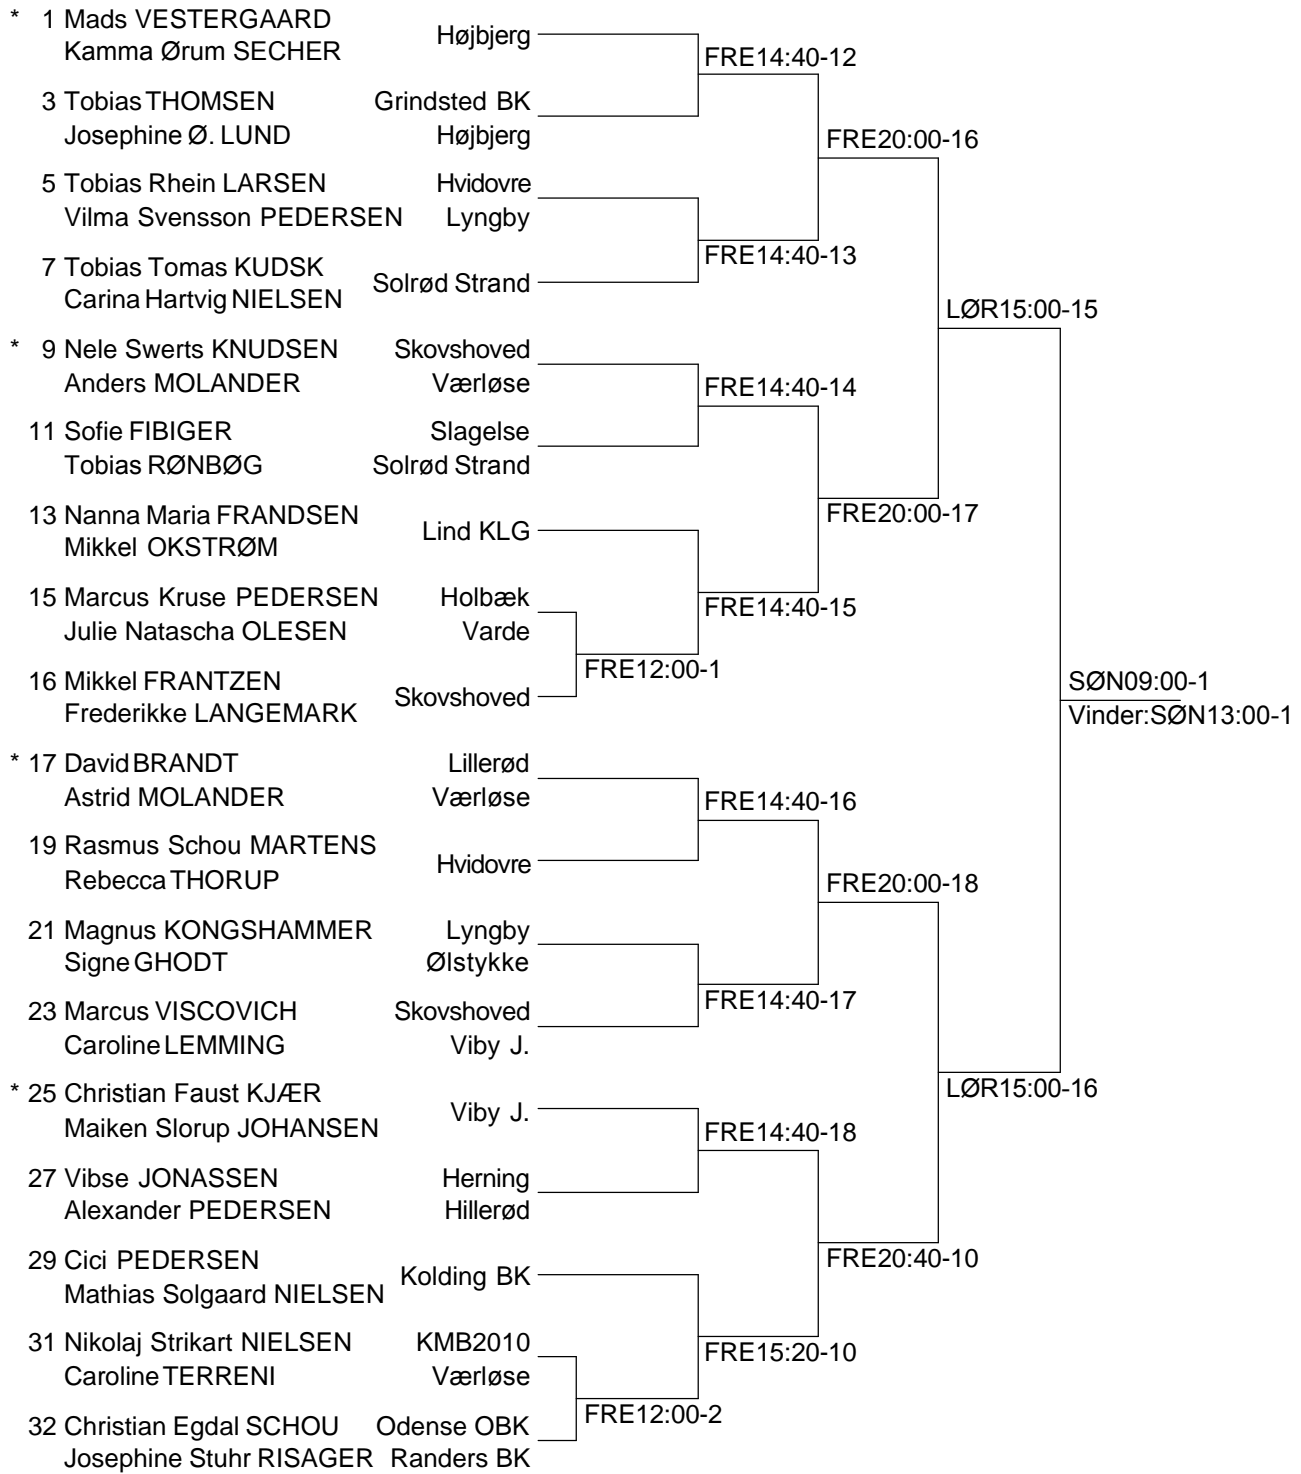 * 1 Mads VESTERGAARD Højbjerg
Kamma Ørum SECHER
FRE14:40-12
3 Tobias THOMSEN Grindsted BK
Josephine Ø. LUND Højbjerg
FRE20:00-16
5 Tobias Rhein LARSEN Hvidovre
Vilma Svensson PEDERSEN Lyngby
FRE14:40-13
7 Tobias Tomas KUDSK Solrød Strand
Carina Hartvig NIELSEN
LØR15:00-15
* 9 Nele Swerts KNUDSEN Skovshoved
Anders MOLANDER Værløse
FRE14:40-14
11 Sofie FIBIGER Slagelse
Tobias RØNBØG Solrød Strand
FRE20:00-17
13 Nanna Maria FRANDSEN Lind KLG
Mikkel OKSTRØM
15 Marcus Kruse PEDERSEN Holbæk
FRE14:40-15
Julie Natascha OLESEN Varde
FRE12:00-1
16 Mikkel FRANTZEN Skovshoved
Frederikke LANGEMARK
SØN09:00-1
Vinder:SØN13:00-1
* 17 David BRANDT Lillerød
Astrid MOLANDER Værløse
FRE14:40-16
19 Rasmus Schou MARTENS Hvidovre
Rebecca THORUP
FRE20:00-18
21 Magnus KONGSHAMMER Lyngby
Signe GHODT Ølstykke
FRE14:40-17
23 Marcus VISCOVICH Skovshoved
Caroline LEMMING Viby J.
LØR15:00-16
* 25 Christian Faust KJÆR Viby J.
Maiken Slorup JOHANSEN
FRE14:40-18
27 Vibse JONASSEN Herning
Alexander PEDERSEN Hillerød
FRE20:40-10
29 Cici PEDERSEN Kolding BK
Mathias Solgaard NIELSEN
31 Nikolaj Strikart NIELSEN KMB2010
FRE15:20-10
Caroline TERRENI Værløse
FRE12:00-2
32 Christian Egdal SCHOU Odense OBK
Josephine Stuhr RISAGER Randers BK